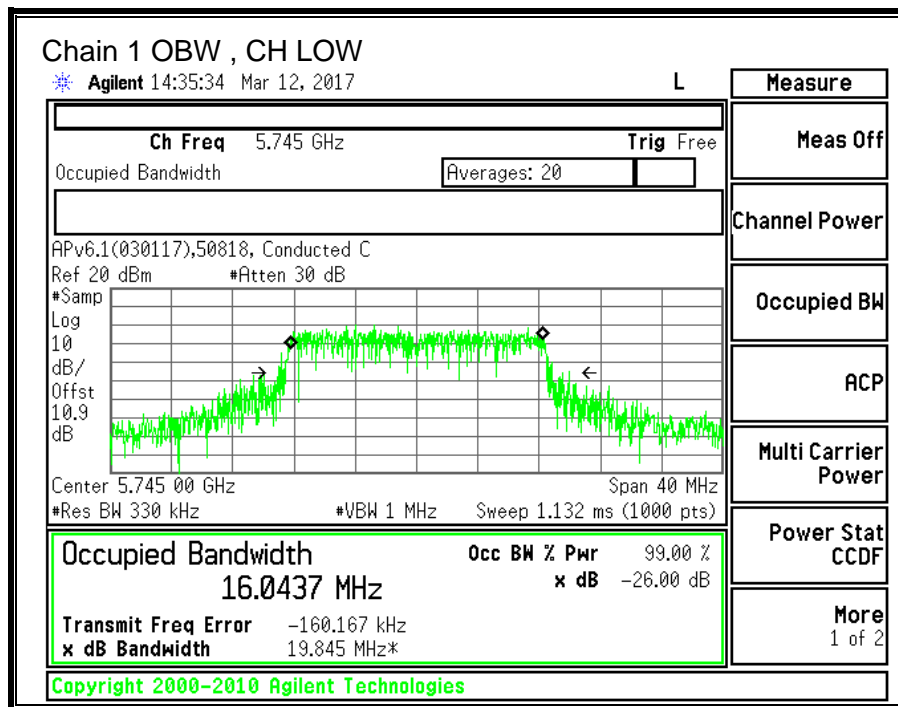 Chain 1 OBW , CH LOW
Agilent 14:35:34 Mar 12, 2017 L
Measure
Ch Freq 5.745 GHz Trig Free
Occupied Bandwidth Averages: 20
APv6.1(030117),50818, Conducted C
Ref 20 dBm #Atten 30 dB
#Samp
Log
10
dB/
Offst
10.9
dB
Center 5.745 00 GHz Span 40 MHz
#Res BW 330 kHz #VBW 1 MHz Sweep 1.132 ms (1000 pts)
Occupied Bandwidth Occ BW % Pwr 99.00 %
16.0437 MHz x dB -26.00 dB
Transmit Freq Error -160.167 kHz
x dB Bandwidth 19.845 MHz*
Meas Off
Channel Power
Occupied BW
ACP
Multi Carrier
Power
Power Stat
CCDF
More
1 of 2
Copyright 2000-2010 Agilent Technologies